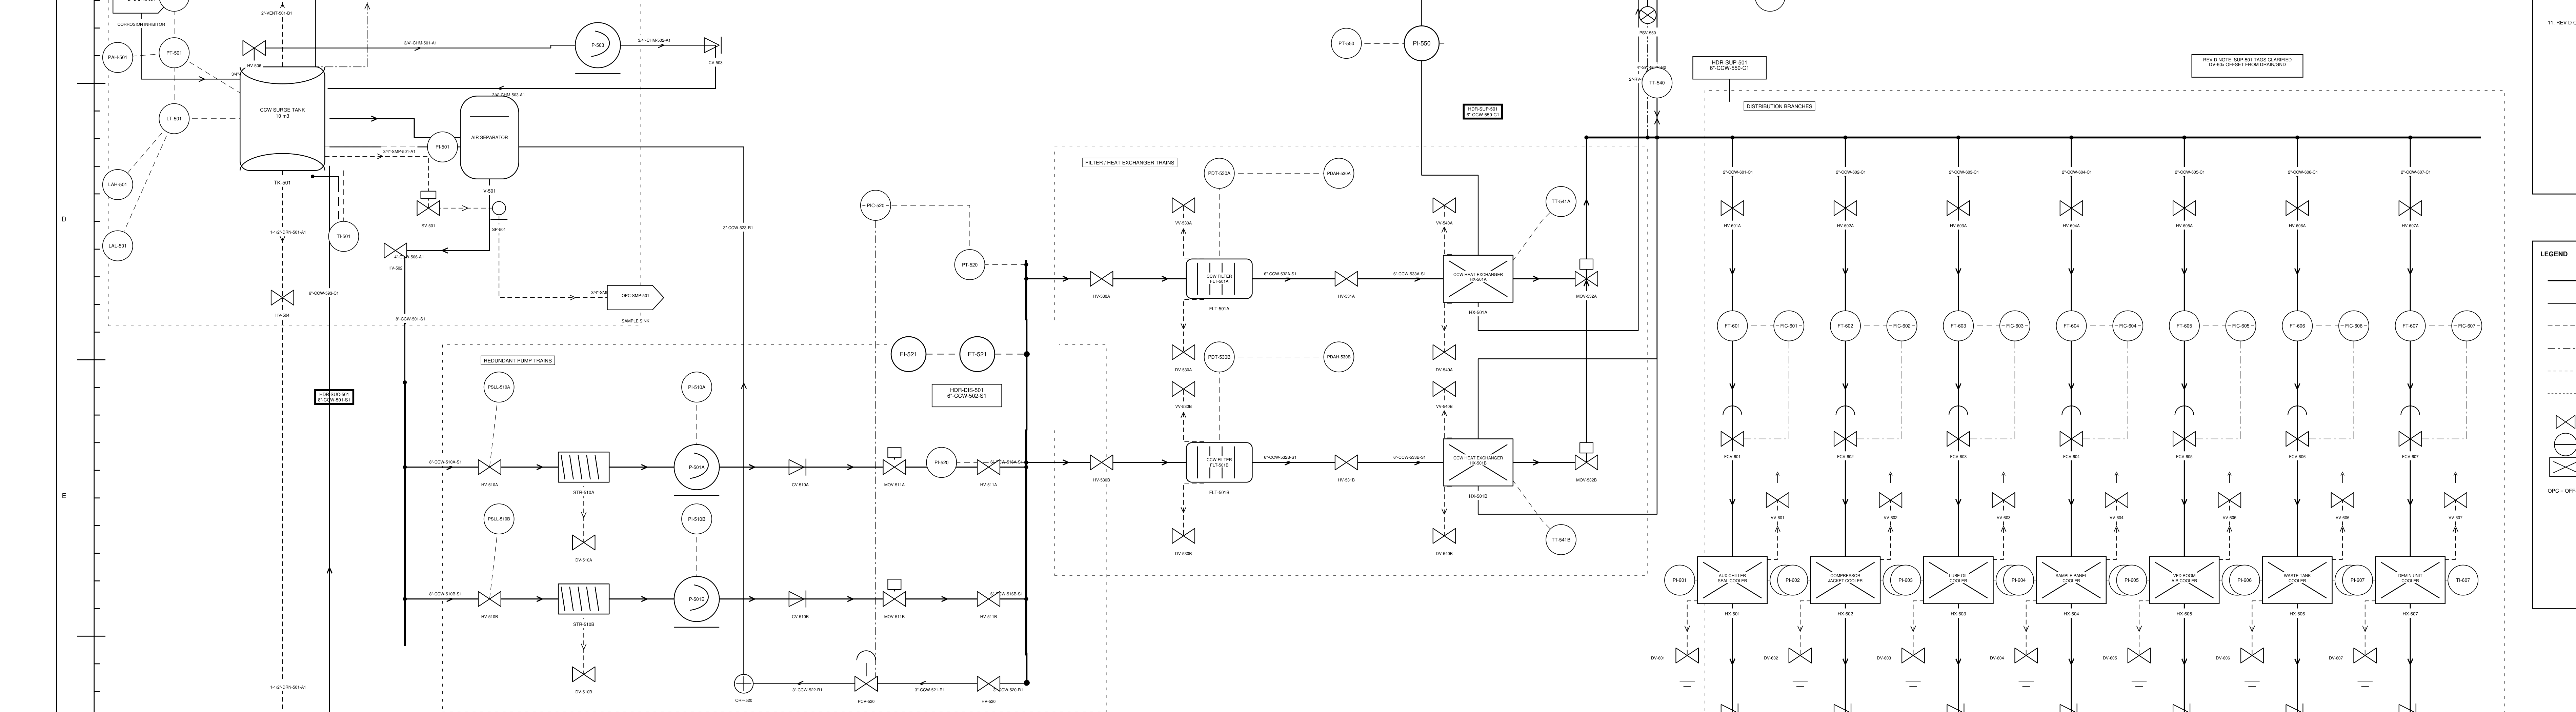 CORROSION INHIBITOR
2"-VENT-501-B1
PAH-501
PT-501
HV-506
3/4"-CHM-501-A1
P-503
3/4"-CHM-502-A1
CV-503
3/4"-CHM-503-A1
LT-501
CCW SURGE TANK
10 m3
TK-501
PI-501
3/4"-SMP-501-A1
AIR SEPARATOR
V-501
LAH-501
LAL-501
TI-501
SV-501
SP-501
1-1/2"-DRN-501-A1
HV-502
HV-504
6"-CCW-593-C1
8"-CCW-501-S1
OPC-SMP-501
SAMPLE SINK
D
E
HDR-SUC-501
8"-CCW-501-S1
1-1/2"-DRN-501-A1
3"-CCW-523-R1
REDUNDANT PUMP TRAINS
PSLL-510A
PI-510A
8"-CCW-510A-S1
HV-510A
STR-510A
P-501A
CV-510A
MOV-511A
PI-520
HV-511A
DV-510A
PSLL-510B
PI-510B
8"-CCW-510B-S1
HV-510B
STR-510B
P-501B
CV-510B
MOV-511B
HV-511B
DV-510B
ORF-520
3"-CCW-522-R1
PCV-520
3"-CCW-521-R1
HV-520
PIC-520
PT-520
FI-521
FT-521
HDR-DIS-501
6"-CCW-502-S1
PT-550
PI-550
PSV-550
TT-540
HDR-SUP-501
6"-CCW-550-C1
FILTER / HEAT EXCHANGER TRAINS
PDT-530A
PDAH-530A
VV-530A
VV-540A
TT-541A
HV-530A
CCW FILTER
FLT-501A
FLT-501A
6"-CCW-532A-S1
HV-531A
6"-CCW-533A-S1
CCW HEAT EXCHANGER
HX-501A
HX-501A
MOV-532A
DV-530A
DV-540A
PDT-530B
PDAH-530B
VV-530B
VV-540B
HV-530B
CCW FILTER
FLT-501B
FLT-501B
6"-CCW-532B-S1
HV-531B
6"-CCW-533B-S1
CCW HEAT EXCHANGER
HX-501B
HX-501B
MOV-532B
DV-530B
DV-540B
TT-541B
HDR-SUP-501
6"-CCW-550-C1
REV D NOTE: SUP-501 TAGS CLARIFIED
DV-60x OFFSET FROM DRAIN/GND
DISTRIBUTION BRANCHES
2"-CCW-601-C1
2"-CCW-602-C1
2"-CCW-603-C1
2"-CCW-604-C1
2"-CCW-605-C1
2"-CCW-606-C1
2"-CCW-607-C1
HV-601A
HV-602A
HV-603A
HV-604A
HV-605A
HV-606A
HV-607A
FT-601
FIC-601
FT-602
FIC-602
FT-603
FIC-603
FT-604
FIC-604
FT-605
FIC-605
FT-606
FIC-606
FT-607
FIC-607
FCV-601
FCV-602
FCV-603
FCV-604
FCV-605
FCV-606
FCV-607
VV-601
VV-602
VV-603
VV-604
VV-605
VV-606
VV-607
PI-601
AUX CHILLER
SEAL COOLER
PI-602
COMPRESSOR
JACKET COOLER
PI-603
LUBE OIL
COOLER
PI-604
SAMPLE PANEL
COOLER
PI-605
VFD ROOM
AIR COOLER
PI-606
WASTE TANK
COOLER
PI-607
DEMIN UNIT
COOLER
TI-607
HX-601
HX-602
HX-603
HX-604
HX-605
HX-606
HX-607
DV-601
DV-602
DV-603
DV-604
DV-605
DV-606
DV-607
LEGEND